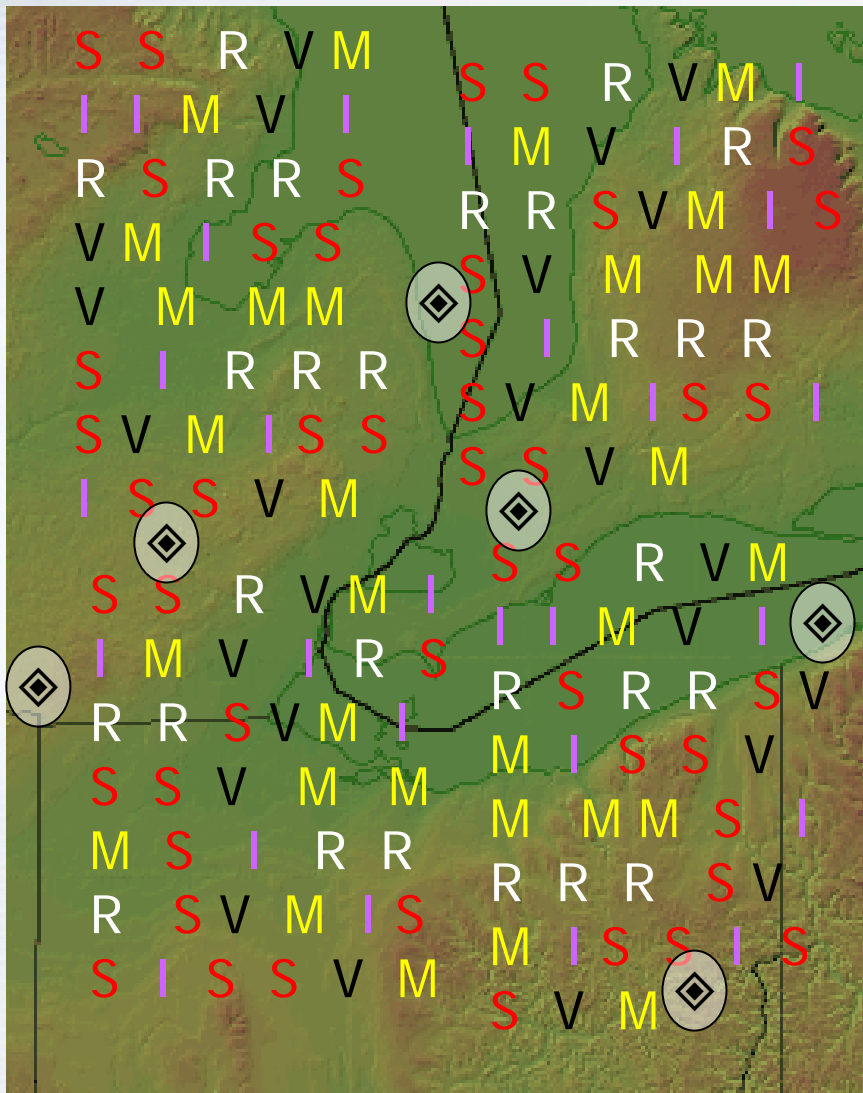 S S R V M
I I M V I
R S R R S
V M I S S
V M M M
S I R R R
S V M I S S
I S S V M
S S R V M I
I M V I R S
R R S V M I S
S V M M M
S I R R R
S V M I S S I
S S V M
S S R V M I
I M V I R S
R R S V M I
S S V M M
M S I R R
R S V M I S
S I S S V M
S S R V M
I I M V I
R S R R S V
M I S S V
M M M S I
R R R S V
M I S S I S
S V M